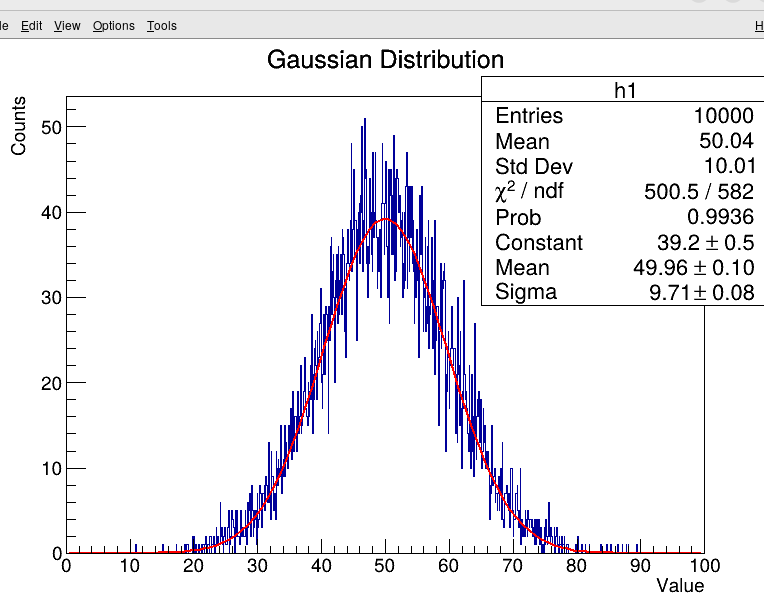 le Edit View Options Tools H
Gaussian Distribution
h1
Entries 10000
Mean 50.04
Std Dev 10.01
χ² / ndf 500.5 / 582
Prob 0.9936
Constant 39.2 ± 0.5
Mean 49.96 ± 0.10
Sigma 9.71 ± 0.08
Counts
50
40
30
20
10
0
0 10 20 30 40 50 60 70 80 90 100
Value